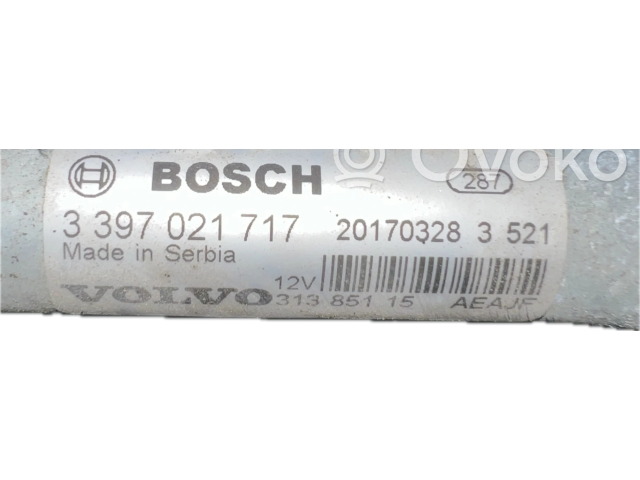 BOSCH 287
3 397 021 717 20170328 3 521
Made in Serbia
12V
VOLVO 313 851 15 AEAJF
Ovoko